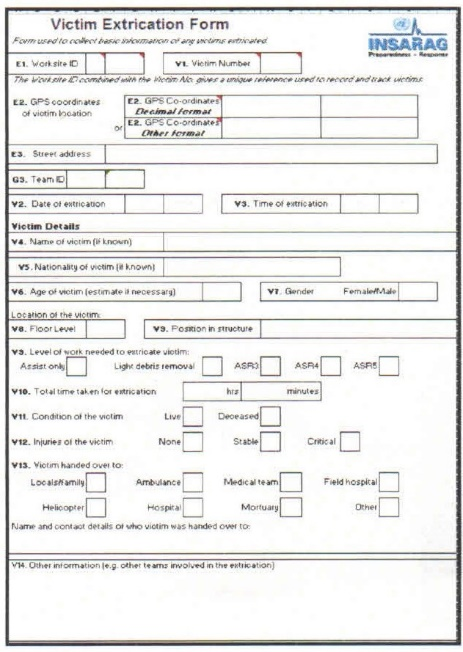 Victim Extrication Form
Form used to collect basic information of any victims extricated
INSARAG
Preparedness - Response
E1. Worksite ID V1. Victim Number
The Worksite ID combined with the Victim No. gives a unique reference used to record and track victims
E2. GPS coordinates of victim location
E2. GPS Co-ordinates Decimal format
or E2. GPS Co-ordinates Other format
E3. Street address
G3. Team ID
V2. Date of extrication V3. Time of extrication
Victim Details
V4. Name of victim (if known)
V5. Nationality of victim (if known)
V6. Age of victim (estimate if necessary) V7. Gender Female/Male
Location of the victim:
V8. Floor Level V9. Position in structure
V9. Level of work needed to extricate victim:
Assist only Light debris removal ASR3 ASR4 ASR5
V10. Total time taken for extrication hrs minutes
V11. Condition of the victim Live Deceased
V12. Injuries of the victim None Stable Critical
V13. Victim handed over to:
Locals/family Ambulance Medical team Field hospital
Helicopter Hospital Mortuary Other
Name and contact details of who victim was handed over to:
V14. Other information (e.g. other teams involved in the extrication)